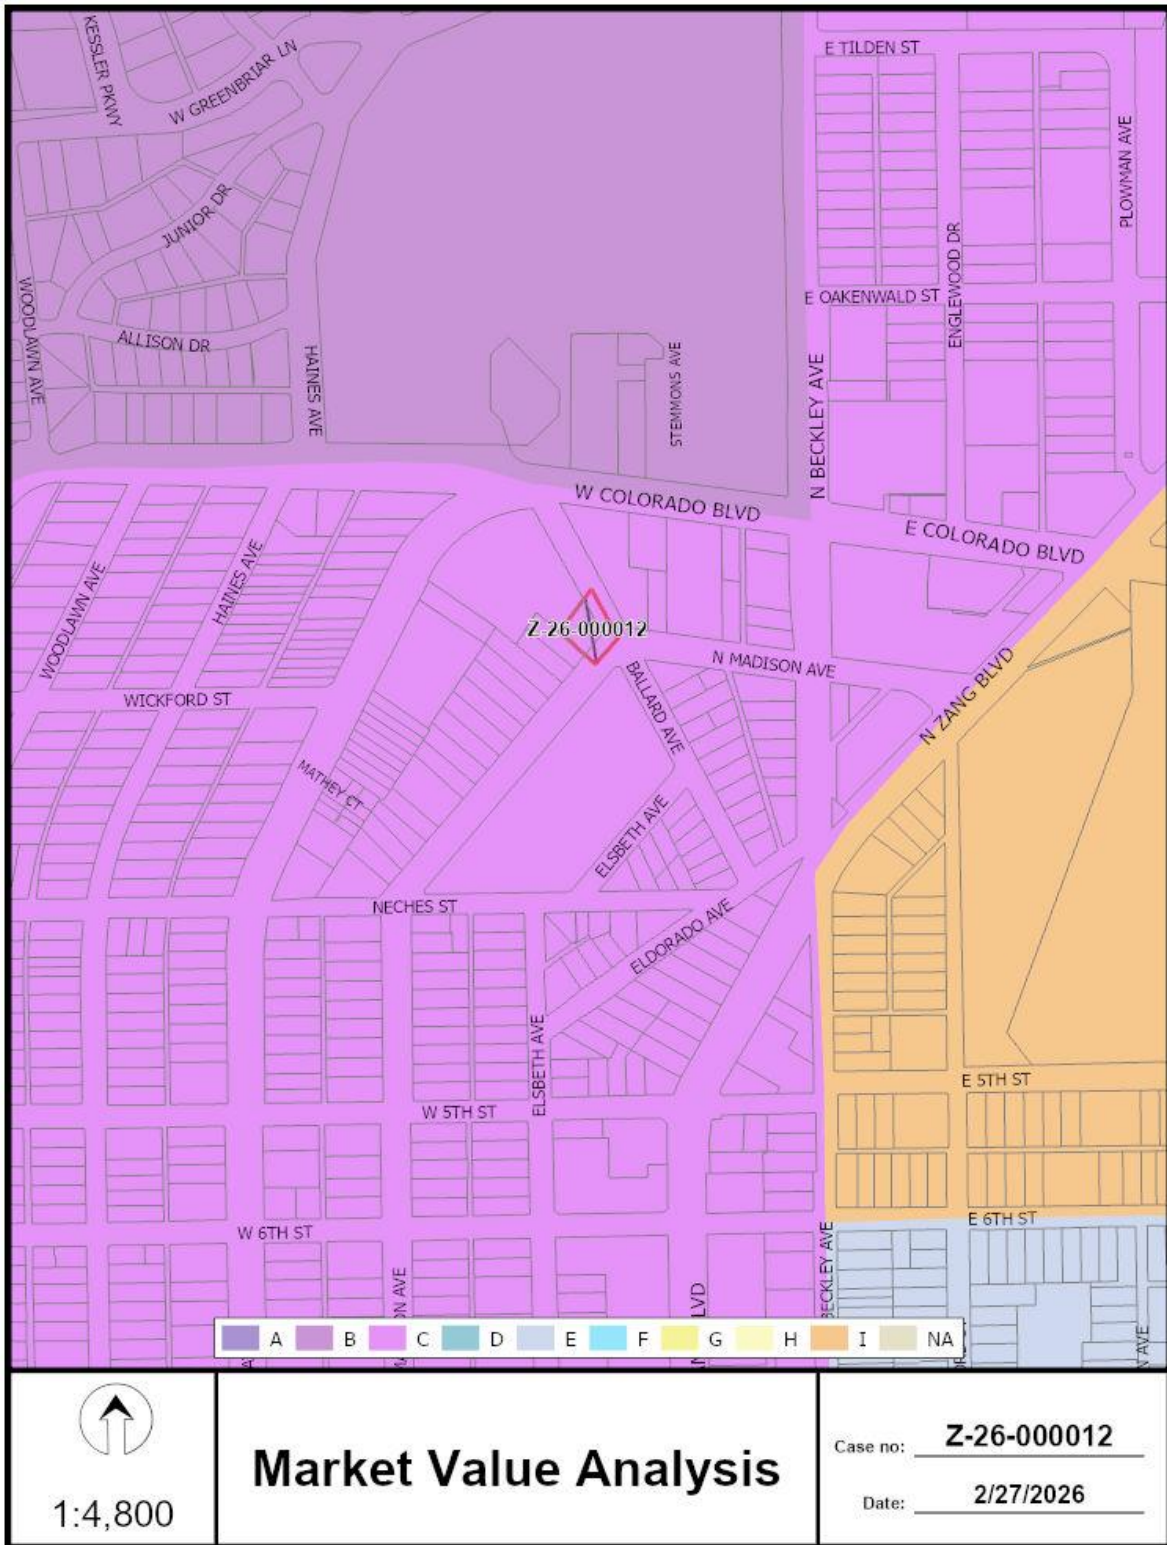 KESSLER PKWY
W GREENBRIAR LN
E TILDEN ST
PLOWMAN AVE
JUNIOR DR
ENGLEWOOD DR
WOODLAWN AVE
E OAKENWALD ST
ALLISON DR
HAINES AVE
STEMMONS AVE
N BECKLEY AVE
W COLORADO BLVD
E COLORADO BLVD
HAINES AVE
WOODLAWN AVE
Z-26-000012
N MADISON AVE
BALLARD AVE
N ZANG BLVD
WICKFORD ST
MATHEY CT
ELSBETH AVE
NECHES ST
ELDORADO AVE
ELSBETH AVE
E 5TH ST
W 5TH ST
E 6TH ST
W 6TH ST
BECKLEY AVE
ON AVE
LVD
N AVE
A B C D E F G H I NA
1:4,800
Market Value Analysis
Case no: Z-26-000012
Date: 2/27/2026